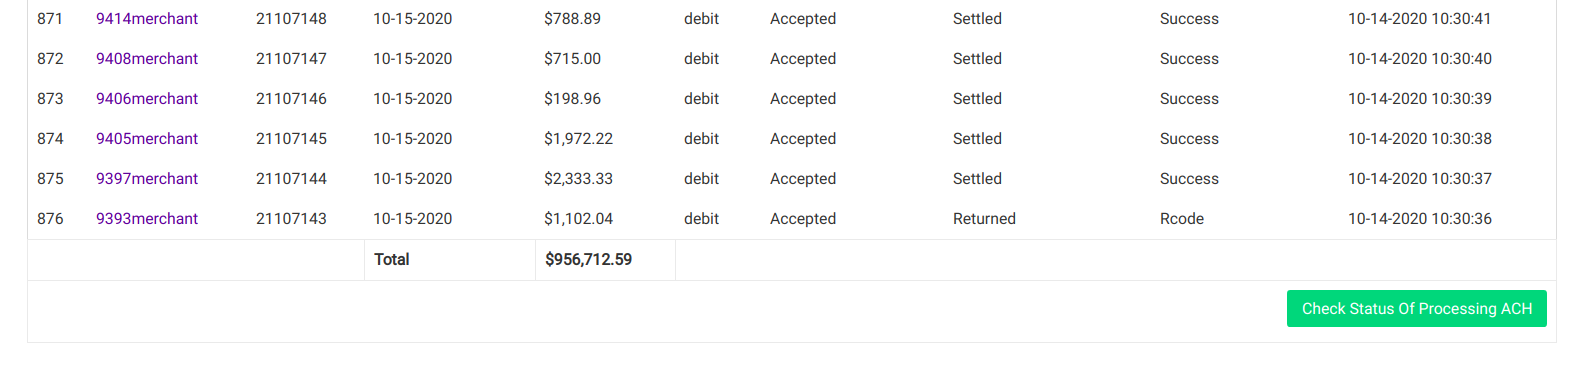 871 9414merchant 21107148 10-15-2020 $788.89 debit Accepted Settled Success 10-14-2020 10:30:41
872 9408merchant 21107147 10-15-2020 $715.00 debit Accepted Settled Success 10-14-2020 10:30:40
873 9406merchant 21107146 10-15-2020 $198.96 debit Accepted Settled Success 10-14-2020 10:30:39
874 9405merchant 21107145 10-15-2020 $1,972.22 debit Accepted Settled Success 10-14-2020 10:30:38
875 9397merchant 21107144 10-15-2020 $2,333.33 debit Accepted Settled Success 10-14-2020 10:30:37
876 9393merchant 21107143 10-15-2020 $1,102.04 debit Accepted Returned Rcode 10-14-2020 10:30:36
Total $956,712.59
Check Status Of Processing ACH